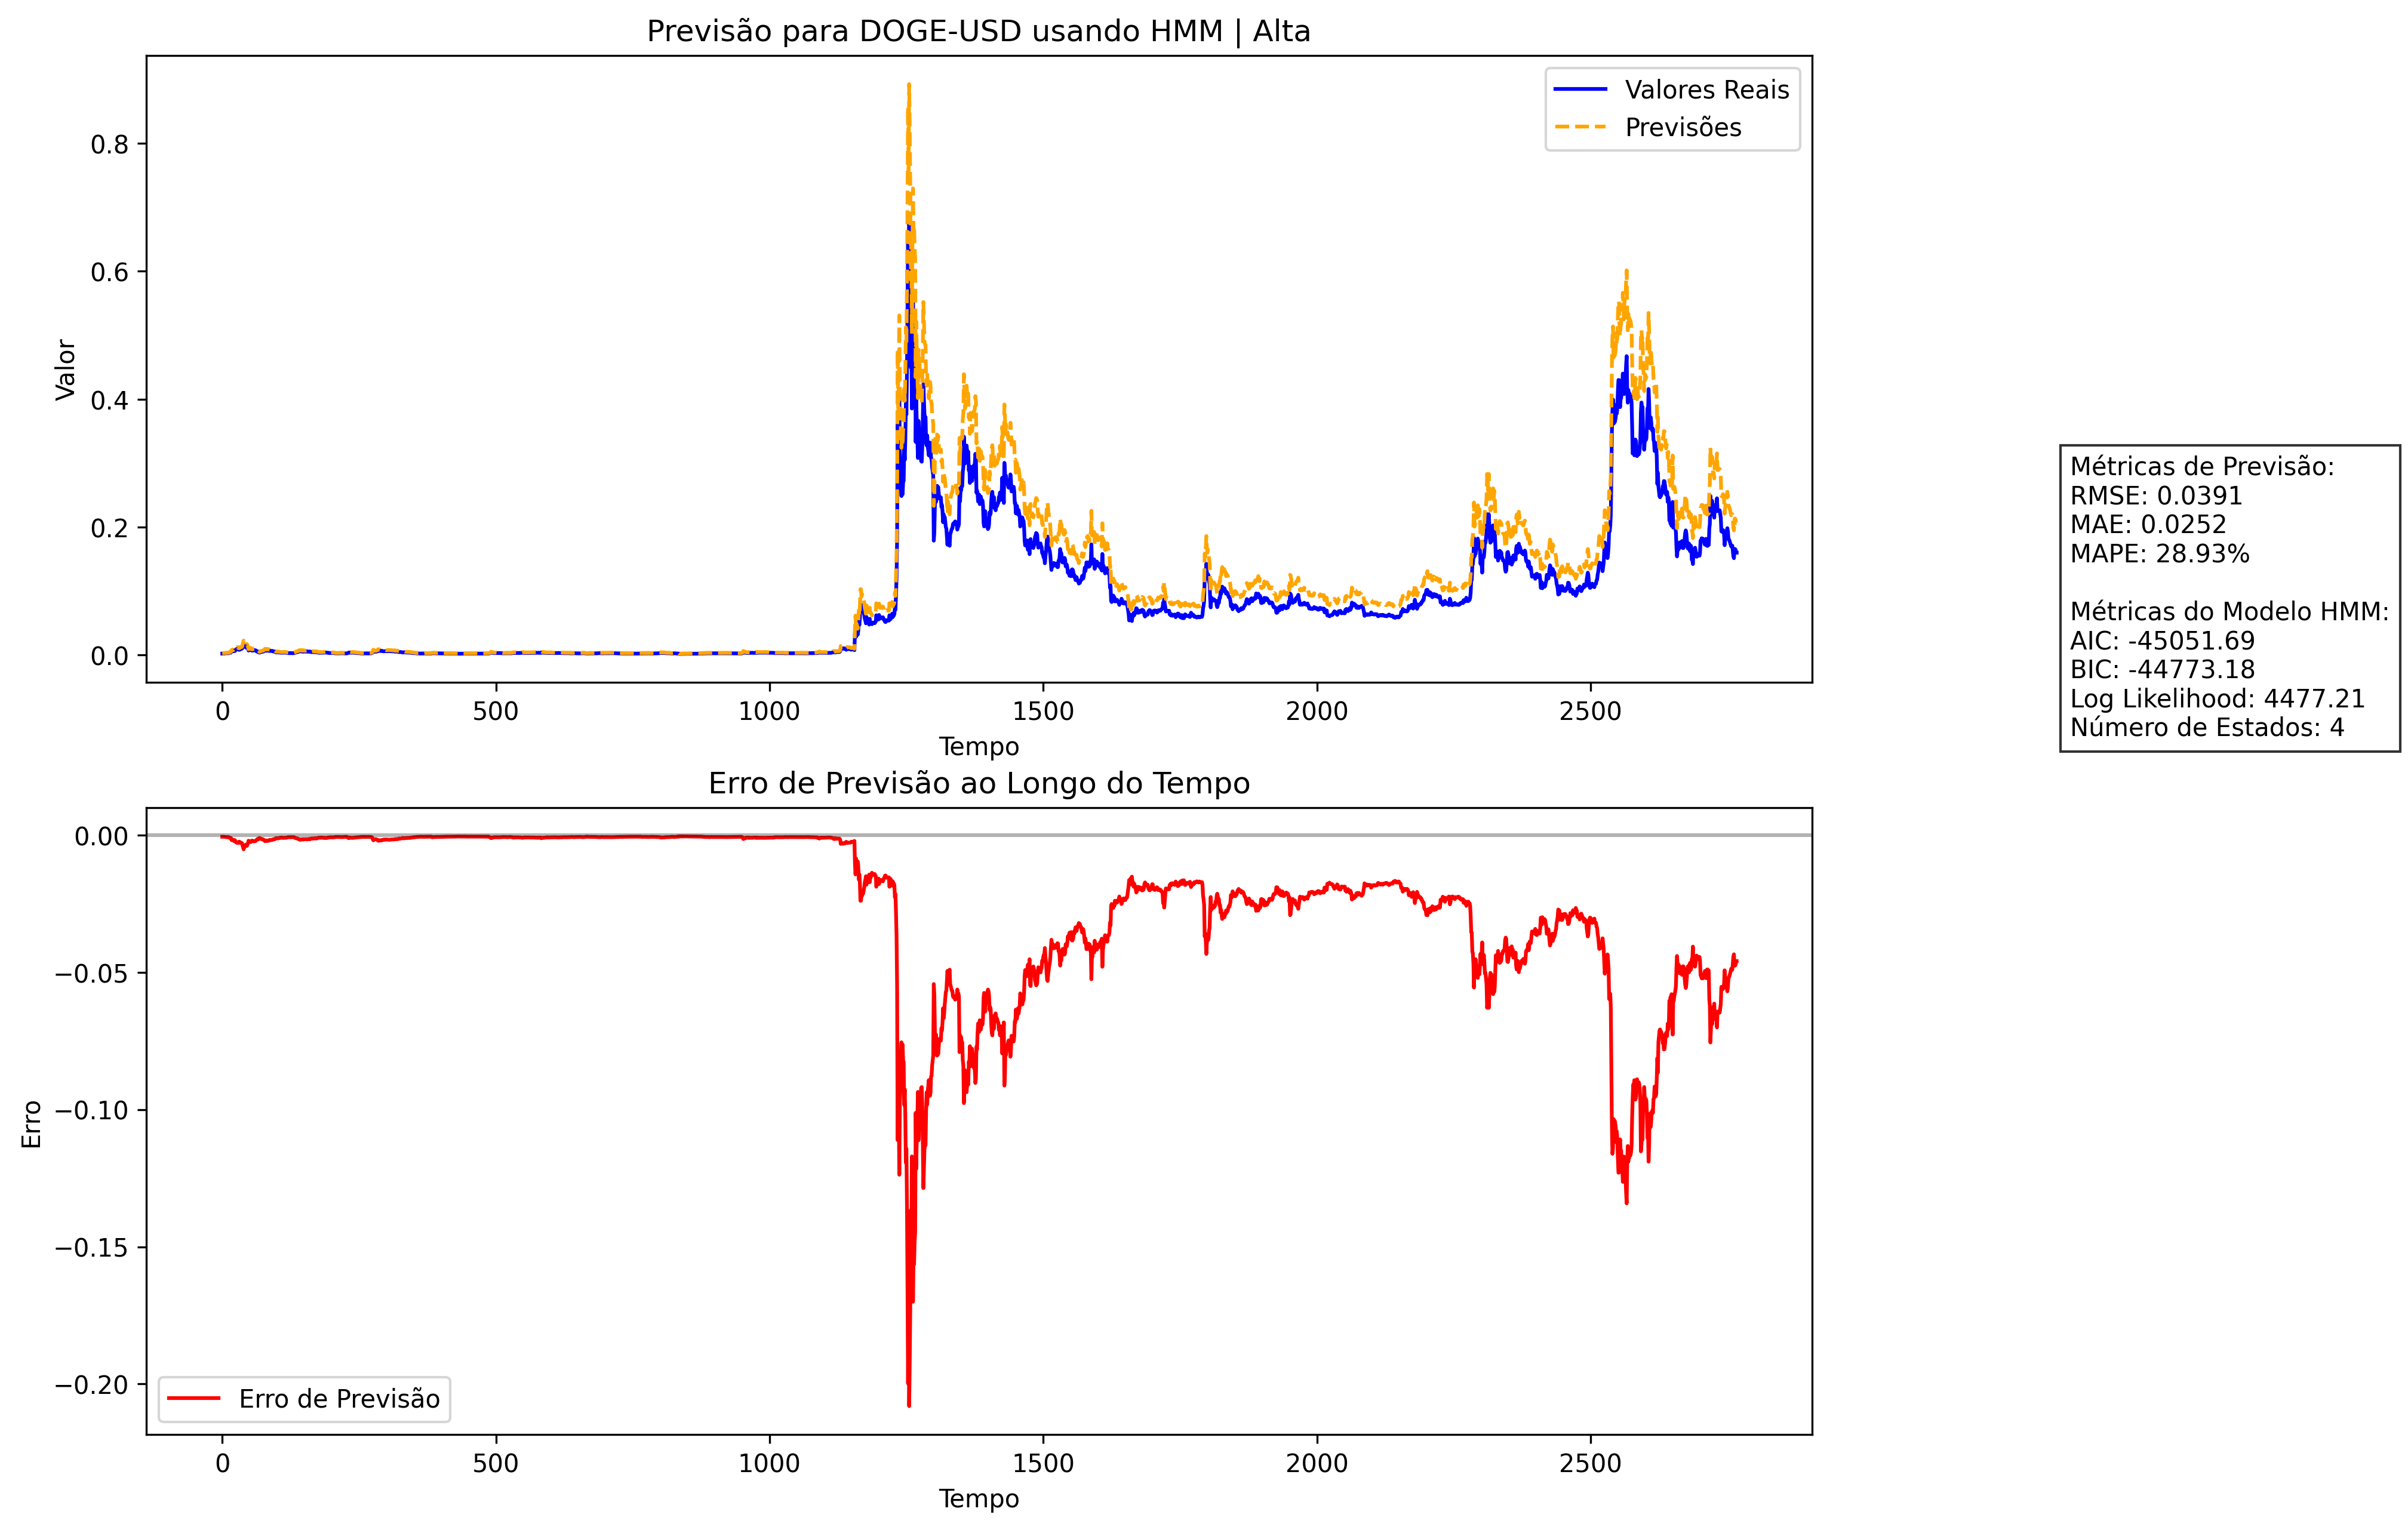 Previsão para DOGE-USD usando HMM | Alta
Valores Reais
Previsões
Valor
0.8
0.6
0.4
0.2
0.0
0
500
1000
1500
2000
2500
Tempo
Métricas de Previsão:
RMSE: 0.0391
MAE: 0.0252
MAPE: 28.93%
Métricas do Modelo HMM:
AIC: -45051.69
BIC: -44773.18
Log Likelihood: 4477.21
Número de Estados: 4
Erro de Previsão ao Longo do Tempo
Erro
0.00
−0.05
−0.10
−0.15
−0.20
Erro de Previsão
0
500
1000
1500
2000
2500
Tempo